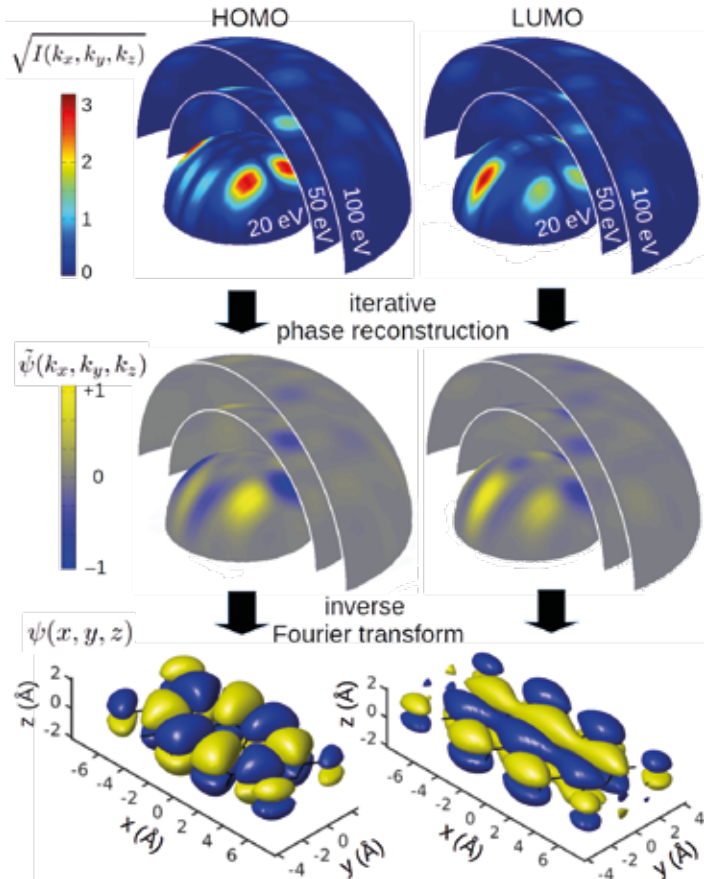 HOMO LUMO
√I(kx, ky, kz)
3
2
1
0
20 eV 50 eV 100 eV
20 eV 50 eV 100 eV
iterative
phase reconstruction
ψ̃(kx, ky, kz)
+1
0
−1
inverse
Fourier transform
ψ(x, y, z)
z (Å)
2
0
-2
-6
-4
-2
0
2
4
6
x (Å)
-4
-2
0
y (Å)
z (Å)
2
0
-2
-6
-4
-2
0
2
4
6
x (Å)
-4
-2
0
2
4
y (Å)